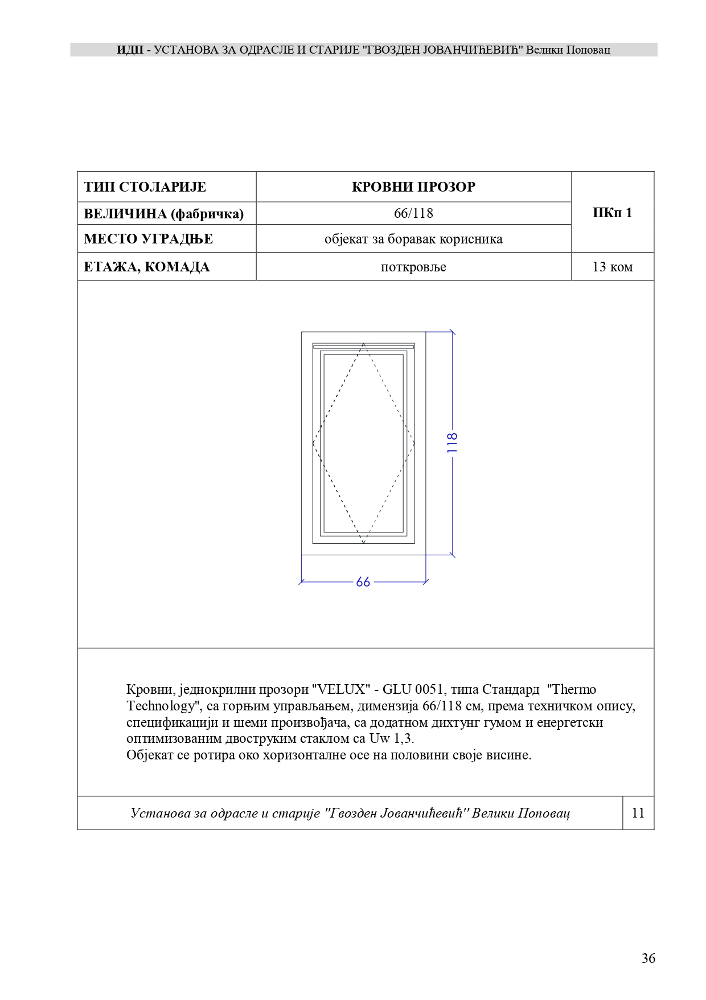 ИДП - УСТАНОВА ЗА ОДРАСЛЕ И СТАРИЈЕ "ГВОЗДЕН ЈОВАНЧИЋЕВИЋ" Велики Поповац
ТИП СТОЛАРИЈЕ
КРОВНИ ПРОЗОР
ПКп 1
ВЕЛИЧИНА (фабричка)
66/118
МЕСТО УГРАДЊЕ
објекат за боравак корисника
ЕТАЖА, КОМАДА
поткровље
13 ком
118
66
Кровни, једнокрилни прозори "VELUX" - GLU 0051, типа Стандард "Thermo
Technology", са горњим управљањем, димензија 66/118 см, према техничком опису,
спецификацији и шеми произвођача, са додатном дихтунг гумом и енергетски
оптимизованим двоструким стаклом са Uw 1,3.
Објекат се ротира око хоризонталне осе на половини своје висине.
Установа за одрасле и старије "Гвозден Јованчићевић" Велики Поповац
11
36